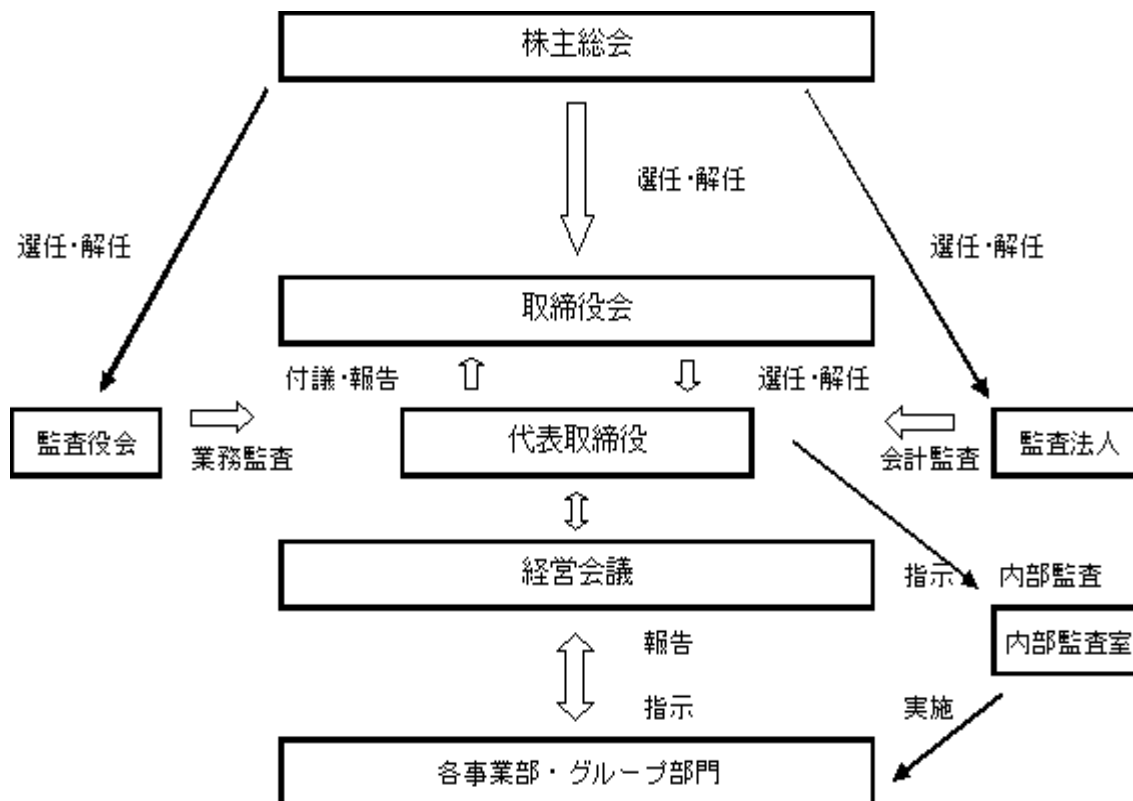 株主総会
選任・解任
選任・解任
選任・解任
取締役会
付議・報告
選任・解任
監査役会
業務監査
代表取締役
会計監査
監査法人
経営会議
指示
内部監査
報告
内部監査室
指示
実施
各事業部・グループ部門